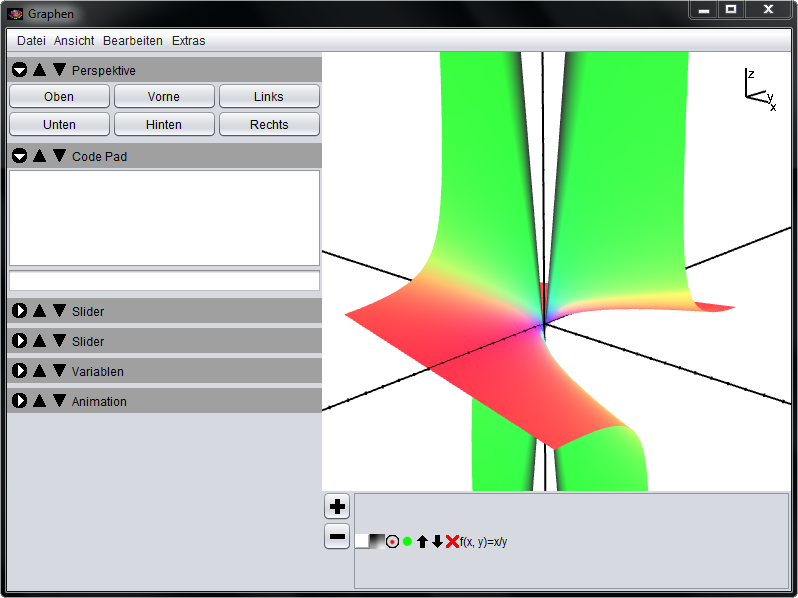 Graphen
Datei Ansicht Bearbeiten Extras
Perspektive
Oben Vorne Links
Unten Hinten Rechts
Code Pad
Slider
Slider
Variablen
Animation
z
y
x
f(x, y)=x/y